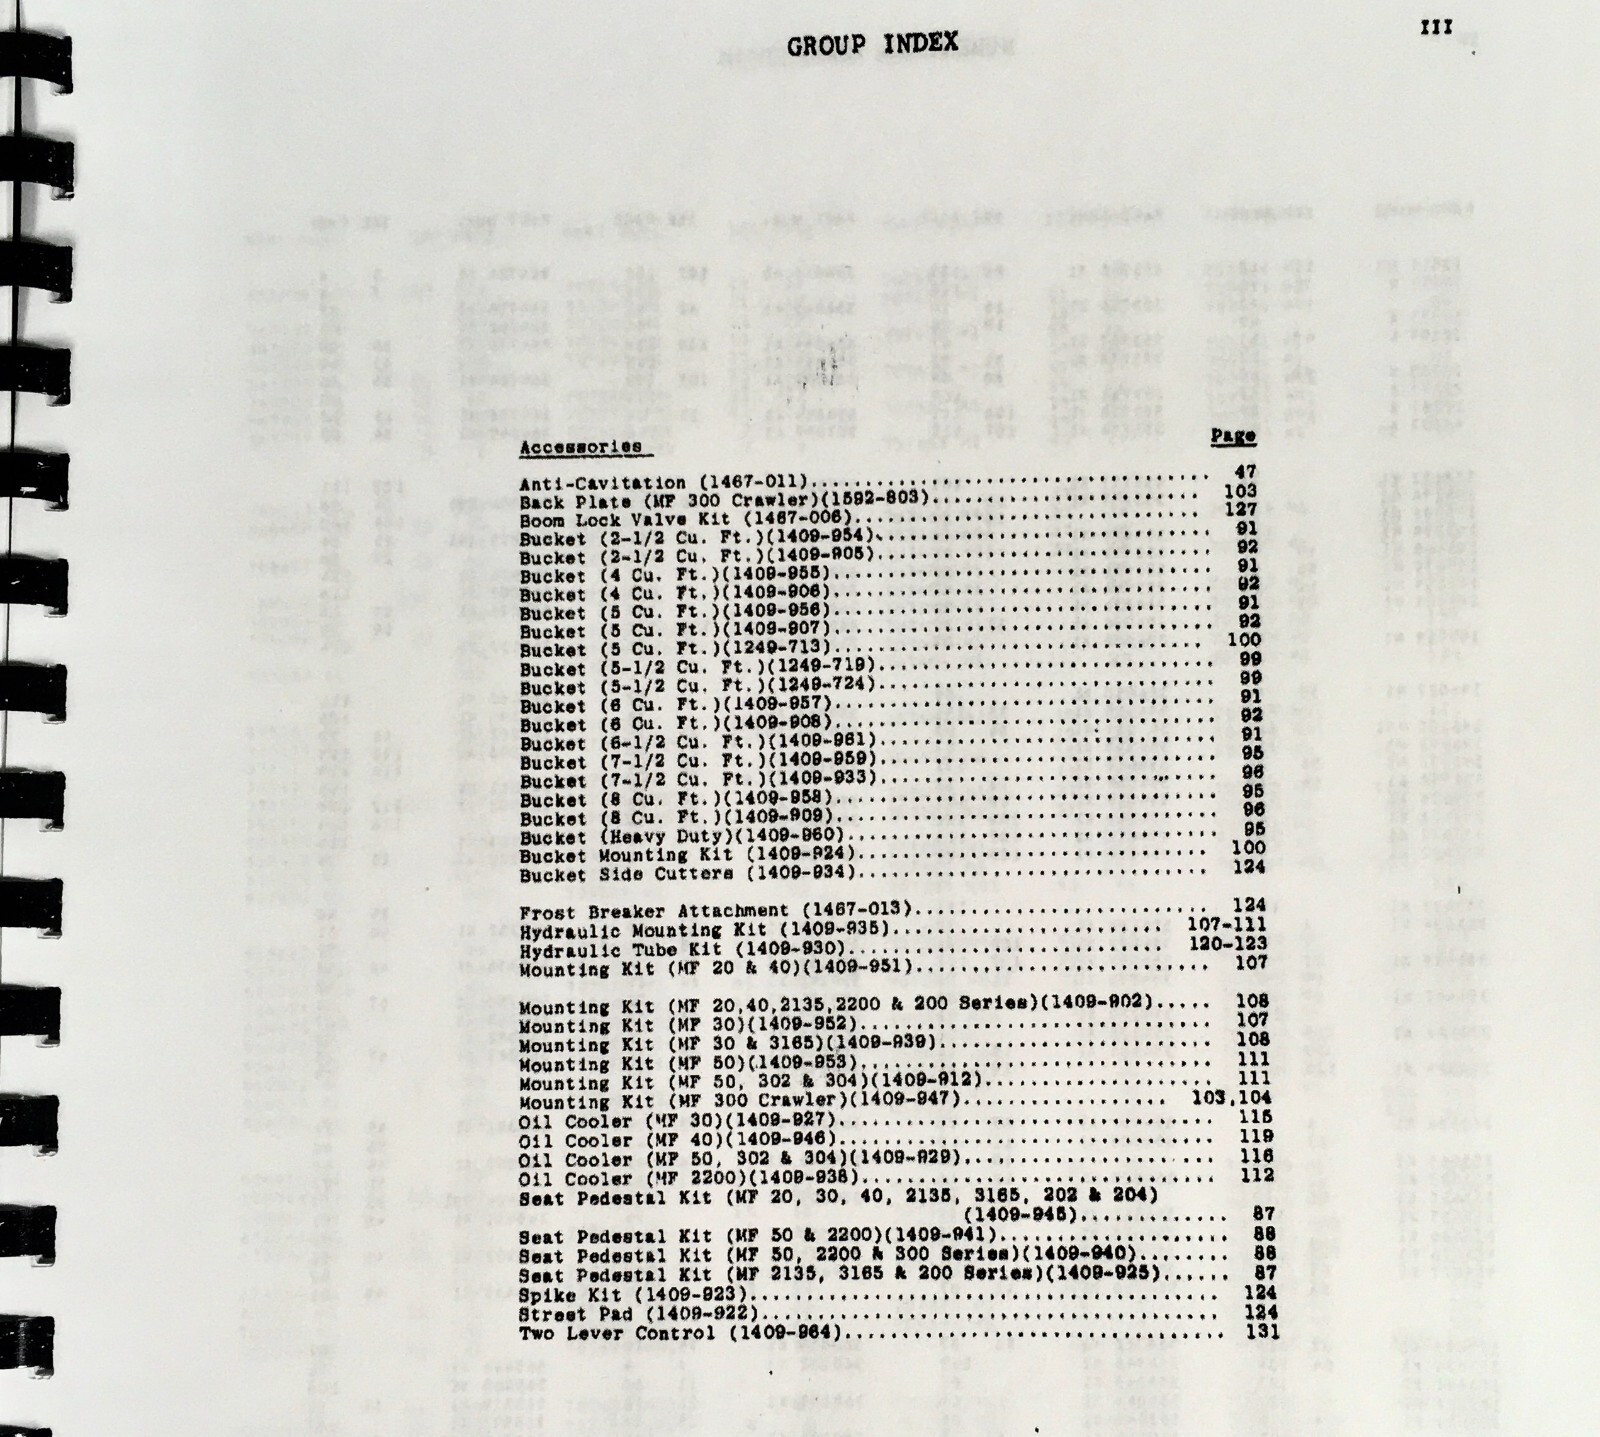 III
GROUP INDEX
Accessories Page
Anti-Cavitation (1467-011)........................................ 47
Back Plate (MF 300 Crawler)(1592-803)............................ 103
Boom Lock Valve Kit (1467-006)................................... 127
Bucket (2-1/2 Cu. Ft.)(1409-954).................................. 91
Bucket (2-1/2 Cu. Ft.)(1409-905).................................. 92
Bucket (4 Cu. Ft.)(1409-955)...................................... 91
Bucket (4 Cu. Ft.)(1409-906)...................................... 92
Bucket (5 Cu. Ft.)(1409-956)...................................... 91
Bucket (5 Cu. Ft.)(1409-907)...................................... 92
Bucket (5 Cu. Ft.)(1249-713)..................................... 100
Bucket (5-1/2 Cu. Ft.)(1249-719).................................. 99
Bucket (5-1/2 Cu. Ft.)(1249-724).................................. 99
Bucket (6 Cu. Ft.)(1409-957)...................................... 91
Bucket (6 Cu. Ft.)(1409-908)...................................... 92
Bucket (6-1/2 Cu. Ft.)(1409-961).................................. 91
Bucket (7-1/2 Cu. Ft.)(1409-959).................................. 95
Bucket (7-1/2 Cu. Ft.)(1409-933).................................. 96
Bucket (8 Cu. Ft.)(1409-958)...................................... 95
Bucket (8 Cu. Ft.)(1409-909)...................................... 96
Bucket (Heavy Duty)(1409-960)..................................... 95
Bucket Mounting Kit (1409-924)................................... 100
Bucket Side Cutters (1409-934)................................... 124
Frost Breaker Attachment (1467-013).............................. 124
Hydraulic Mounting Kit (1409-935)............................ 107-111
Hydraulic Tube Kit (1409-930)................................ 120-123
Mounting Kit (MF 20 & 40)(1409-951).............................. 107
Mounting Kit (MF 20,40,2135,2200 & 200 Series)(1409-902)..... 108
Mounting Kit (MF 30)(1409-952)................................... 107
Mounting Kit (MF 30 & 3165)(1409-939)............................ 108
Mounting Kit (MF 50)(1409-953)................................... 111
Mounting Kit (MF 50, 302 & 304)(1409-912)........................ 111
Mounting Kit (MF 300 Crawler)(1409-947).................. 103,104
Oil Cooler (MF 30)(1409-927)..................................... 115
Oil Cooler (MF 40)(1409-946)..................................... 119
Oil Cooler (MF 50, 302 & 304)(1409-929).......................... 116
Oil Cooler (MF 2200)(1409-938)................................... 112
Seat Pedestal Kit (MF 20, 30, 40, 2135, 3165, 202 & 204)
(1409-945)............. 87
Seat Pedestal Kit (MF 50 & 2200)(1409-941)..................... 88
Seat Pedestal Kit (MF 50, 2200 & 300 Series)(1409-940)........ 88
Seat Pedestal Kit (MF 2135, 3165 & 200 Series)(1409-925)...... 87
Spike Kit (1409-923)............................................ 124
Street Pad (1409-922)........................................... 124
Two Lever Control (1409-964).................................... 131